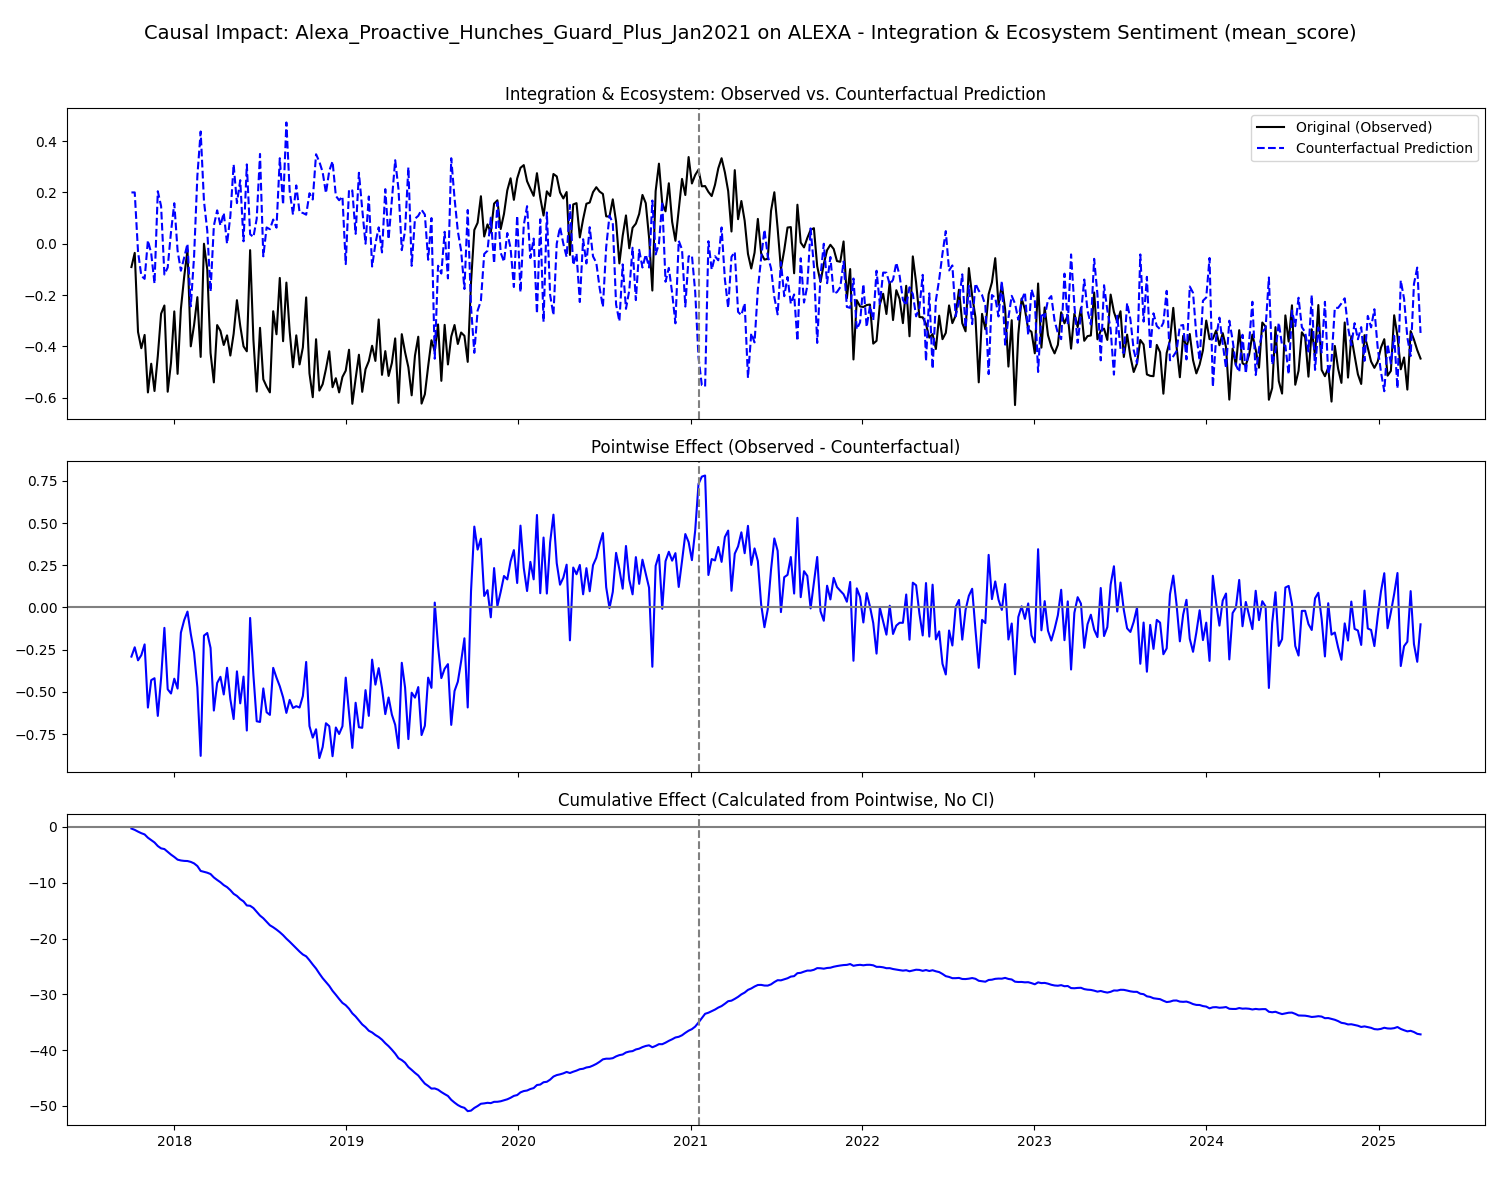 Causal Impact: Alexa_Proactive_Hunches_Guard_Plus_Jan2021 on ALEXA - Integration & Ecosystem Sentiment (mean_score)
Integration & Ecosystem: Observed vs. Counterfactual Prediction
Original (Observed)
Counterfactual Prediction
0.4
0.2
0.0
−0.2
−0.4
−0.6
Pointwise Effect (Observed - Counterfactual)
0.75
0.50
0.25
0.00
−0.25
−0.50
−0.75
Cumulative Effect (Calculated from Pointwise, No CI)
0
−10
−20
−30
−40
−50
2018 2019 2020 2021 2022 2023 2024 2025